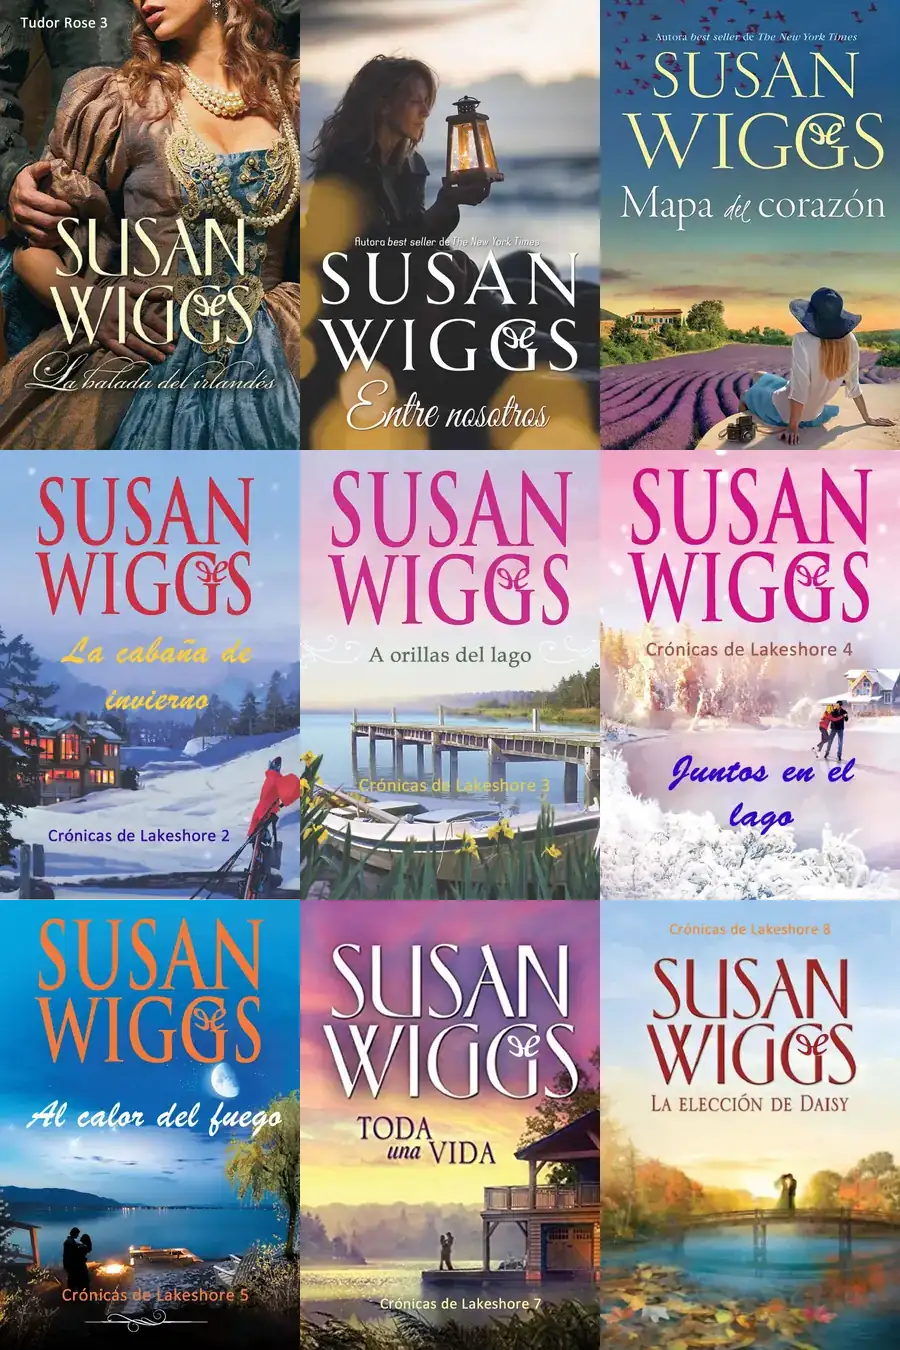 Tudor Rose 3
SUSAN
WIGGS
La balada del irlandés
Autora best seller de The New York Times
SUSAN
WIGGS
Entre nosotros
Autora best seller de The New York Times
SUSAN
WIGGS
Mapa del corazón
SUSAN
WIGGS
La cabaña de
invierno
Crónicas de Lakeshore 2
SUSAN
WIGGS
A orillas del lago
Crónicas de Lakeshore 3
SUSAN
WIGGS
Crónicas de Lakeshore 4
Juntos en el
lago
SUSAN
WIGGS
Al calor del fuego
Crónicas de Lakeshore 5
SUSAN
WIGGS
TODA
una VIDA
Crónicas de Lakeshore 7
Crónicas de Lakeshore 8
SUSAN
WIGGS
LA ELECCIÓN DE DAISY